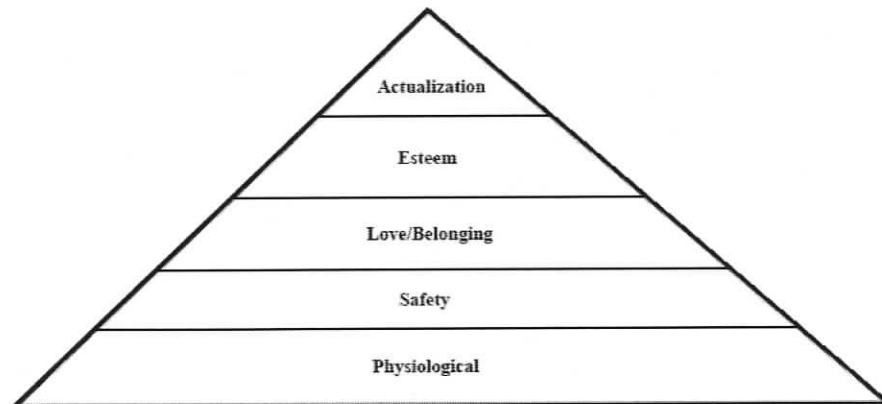 Actualization
Esteem
Love/Belonging
Safety
Physiological